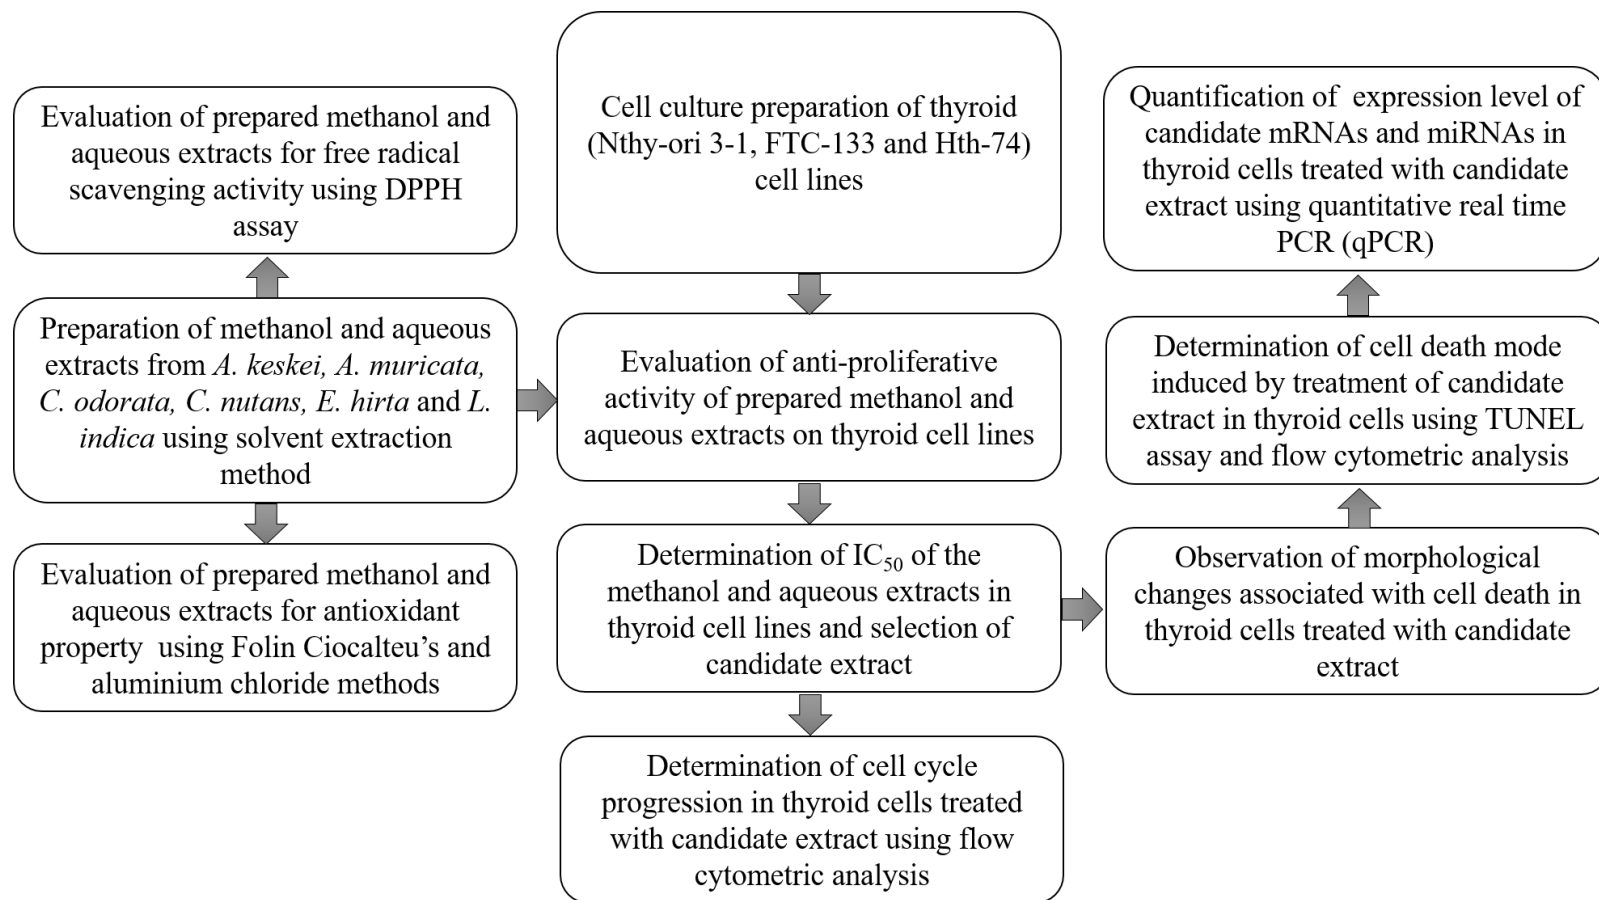 Evaluation of prepared methanol and
aqueous extracts for free radical
scavenging activity using DPPH
assay
Preparation of methanol and aqueous
extracts from A. keskei, A. muricata,
C. odorata, C. nutans, E. hirta and L.
indica using solvent extraction
method
Evaluation of prepared methanol and
aqueous extracts for antioxidant
property using Folin Ciocalteu’s and
aluminium chloride methods
Cell culture preparation of thyroid
(Nthy-ori 3-1, FTC-133 and Hth-74)
cell lines
Evaluation of anti-proliferative
activity of prepared methanol and
aqueous extracts on thyroid cell lines
Determination of IC50 of the
methanol and aqueous extracts in
thyroid cell lines and selection of
candidate extract
Determination of cell cycle
progression in thyroid cells treated
with candidate extract using flow
cytometric analysis
Quantification of expression level of
candidate mRNAs and miRNAs in
thyroid cells treated with candidate
extract using quantitative real time
PCR (qPCR)
Determination of cell death mode
induced by treatment of candidate
extract in thyroid cells using TUNEL
assay and flow cytometric analysis
Observation of morphological
changes associated with cell death in
thyroid cells treated with candidate
extract